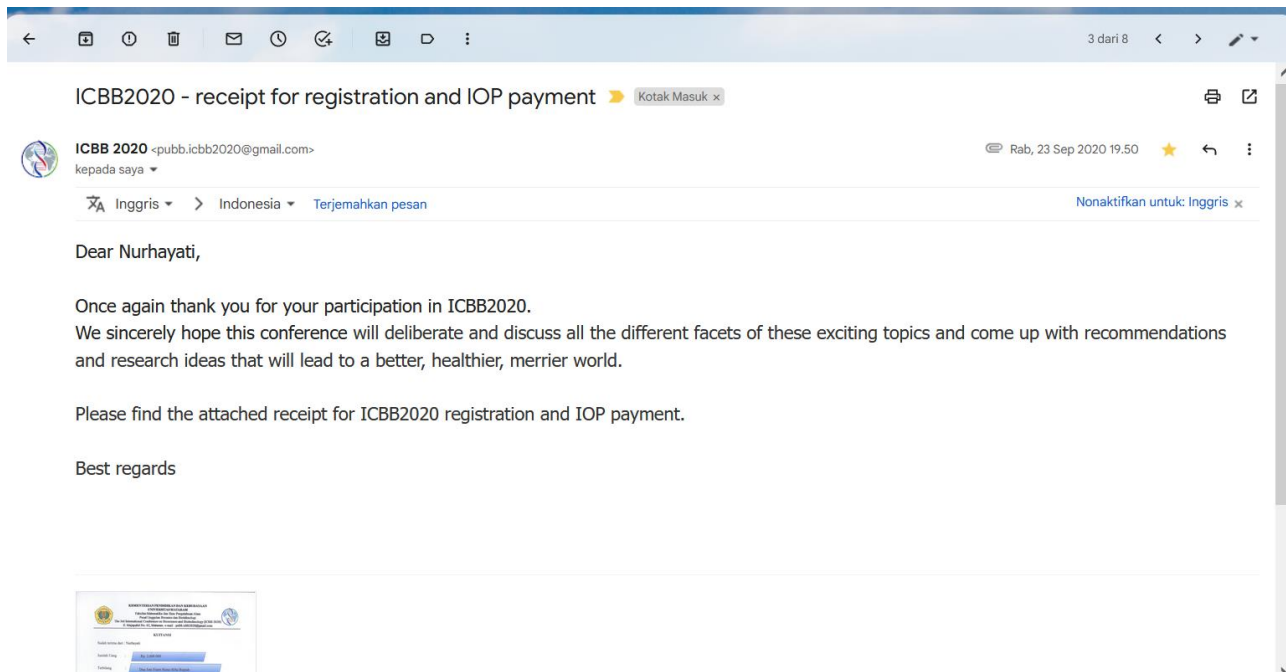 3 dari 8
ICBB2020 - receipt for registration and IOP payment
Kotak Masuk ×
ICBB 2020 <pubb.icbb2020@gmail.com>
Rab, 23 Sep 2020 19.50
kepada saya
Inggris > Indonesia Terjemahkan pesan
Nonaktifkan untuk: Inggris ×
Dear Nurhayati,
Once again thank you for your participation in ICBB2020.
We sincerely hope this conference will deliberate and discuss all the different facets of these exciting topics and come up with recommendations
and research ideas that will lead to a better, healthier, merrier world.
Please find the attached receipt for ICBB2020 registration and IOP payment.
Best regards
KUITANSI